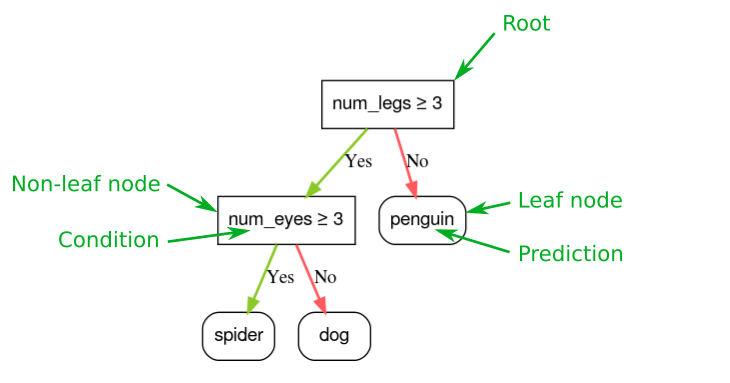 Root
num_legs ≥ 3
Yes
No
Non-leaf node
num_eyes ≥ 3
penguin
Leaf node
Condition
Prediction
Yes
No
spider
dog